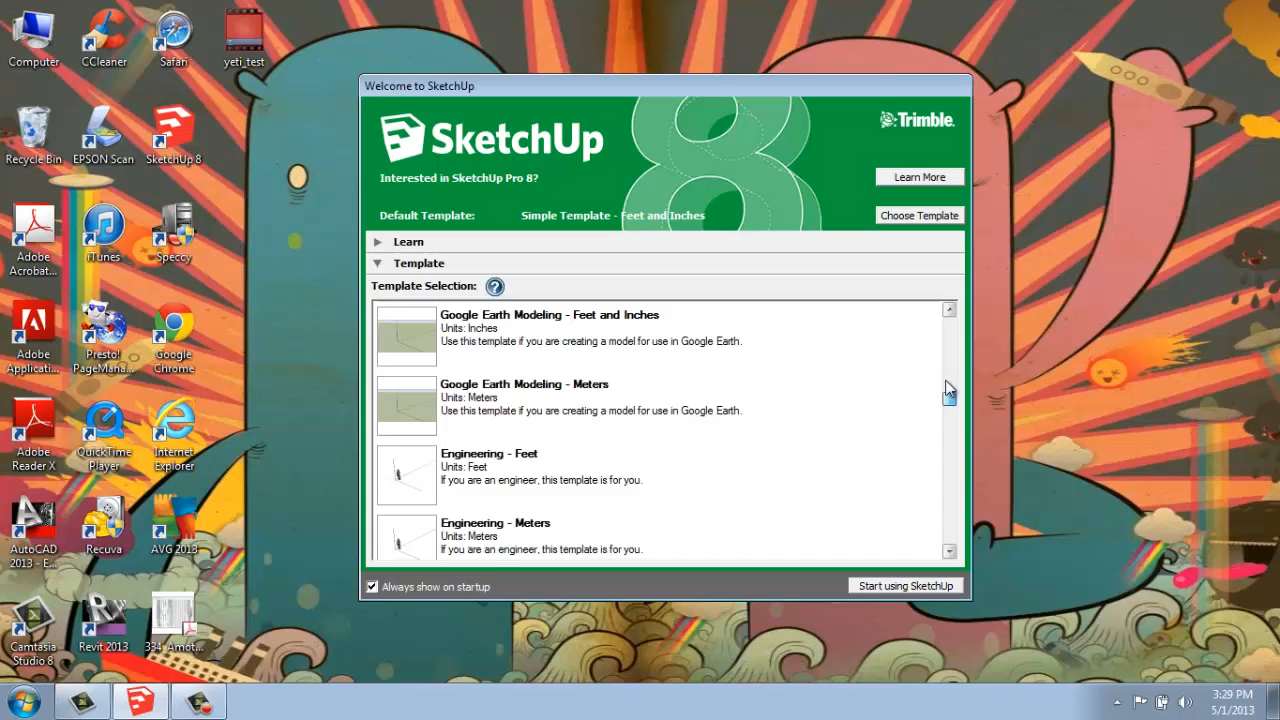 Computer
CCleaner
Safari
yeti_test
Recycle Bin
EPSON Scan
SketchUp 8
Adobe
Acrobat...
iTunes
Speccy
Adobe
Applicati...
Presto!
PageMana...
Google
Chrome
Adobe
Reader X
QuickTime
Player
Internet
Explorer
AutoCAD
2013 - E...
Recuva
AVG 2013
Camtasia
Studio 8
Revit 2013
334_Amot...
Welcome to SketchUp
SketchUp
8
Trimble.
Interested in SketchUp Pro 8?
Learn More
Default Template: Simple Template - Feet and Inches
Choose Template
Learn
Template
Template Selection: ?
Google Earth Modeling - Feet and Inches
Units: Inches
Use this template if you are creating a model for use in Google Earth.
Google Earth Modeling - Meters
Units: Meters
Use this template if you are creating a model for use in Google Earth.
Engineering - Feet
Units: Feet
If you are an engineer, this template is for you.
Engineering - Meters
Units: Meters
If you are an engineer, this template is for you.
Always show on startup
Start using SketchUp
3:29 PM
5/1/2013